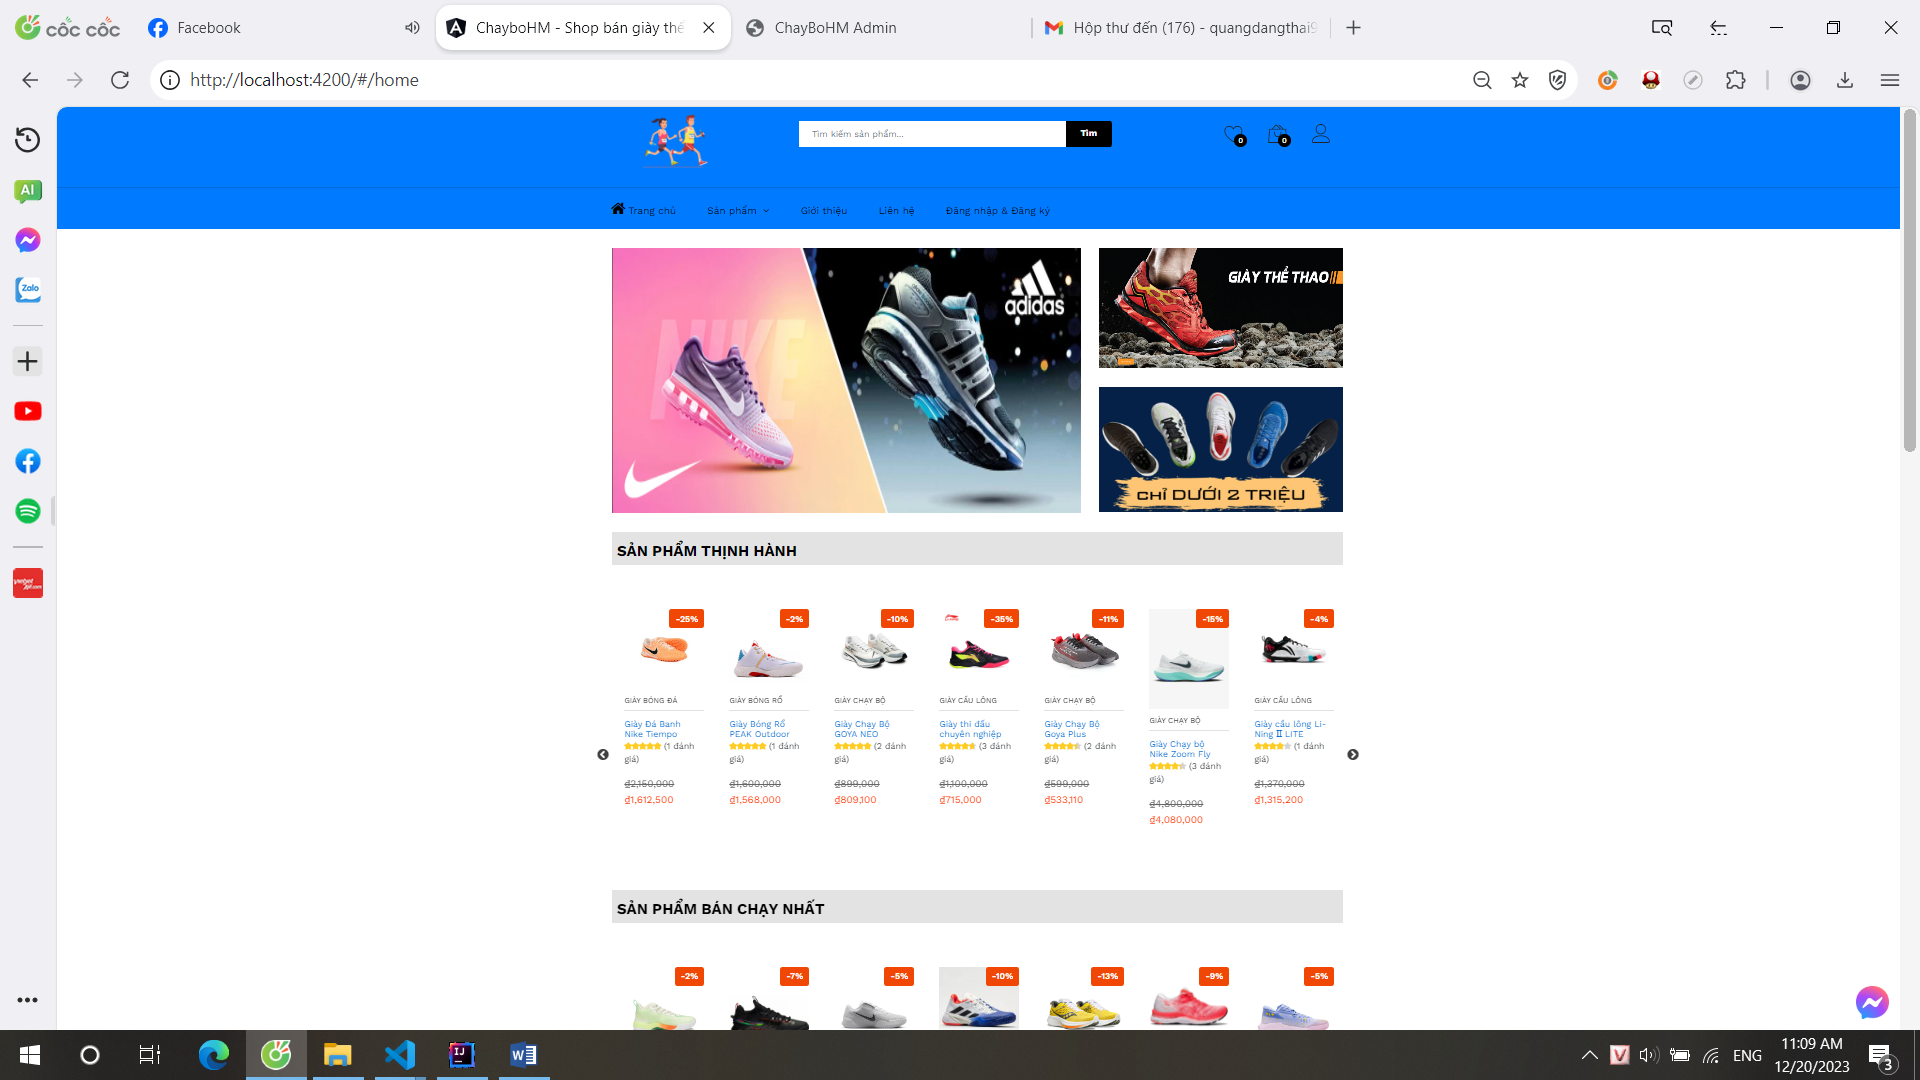 cốc cốc
Facebook
ChayboHM - Shop bán giày thể
ChayBoHM Admin
Hộp thư đến (176) - quangdangthai9
http://localhost:4200/#/home
AI
Zalo
Tìm kiếm sản phẩm...
Tìm
0
0
Trang chủ
Sản phẩm
Giới thiệu
Liên hệ
Đăng nhập & Đăng ký
NIKE
adidas
GIÀY THỂ THAO
CHỈ DƯỚI 2 TRIỆU
SẢN PHẨM THỊNH HÀNH
-25%
-2%
-10%
-35%
-11%
-15%
-4%
GIÀY BÓNG ĐÁ
Giày Đá Banh
Nike Tiempo
(1 đánh
giá)
₫2,150,000
₫1,612,500
GIÀY BÓNG RỔ
Giày Bóng Rổ
PEAK Outdoor
(1 đánh
giá)
₫1,600,000
₫1,568,000
GIÀY CHẠY BỘ
Giày Chạy Bộ
GOYA NEO
(2 đánh
giá)
₫899,000
₫809,100
GIÀY CẦU LÔNG
Giày thi đấu
chuyên nghiệp
(3 đánh
giá)
₫1,100,000
₫715,000
GIÀY CHẠY BỘ
Giày Chạy Bộ
Goya Plus
(2 đánh
giá)
₫599,000
₫533,110
GIÀY CHẠY BỘ
Giày Chạy bộ
Nike Zoom Fly
(3 đánh
giá)
₫4,800,000
₫4,080,000
GIÀY CẦU LÔNG
Giày cầu lông Li-
Ning II LITE
(1 đánh
giá)
₫1,370,000
₫1,315,200
SẢN PHẨM BÁN CHẠY NHẤT
-2%
-7%
-5%
-10%
-13%
-9%
-5%
ENG
11:09 AM
12/20/2023
3